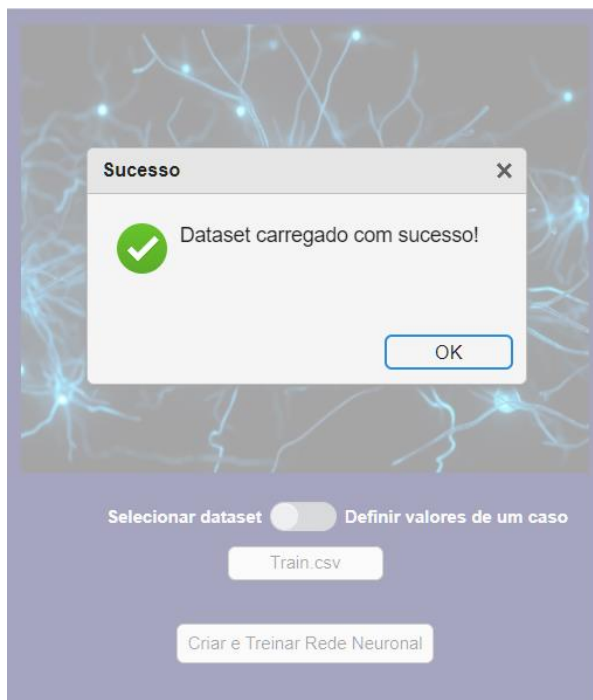 Sucesso
Dataset carregado com sucesso!
OK
Selecionar dataset Definir valores de um caso
Train.csv
Criar e Treinar Rede Neuronal